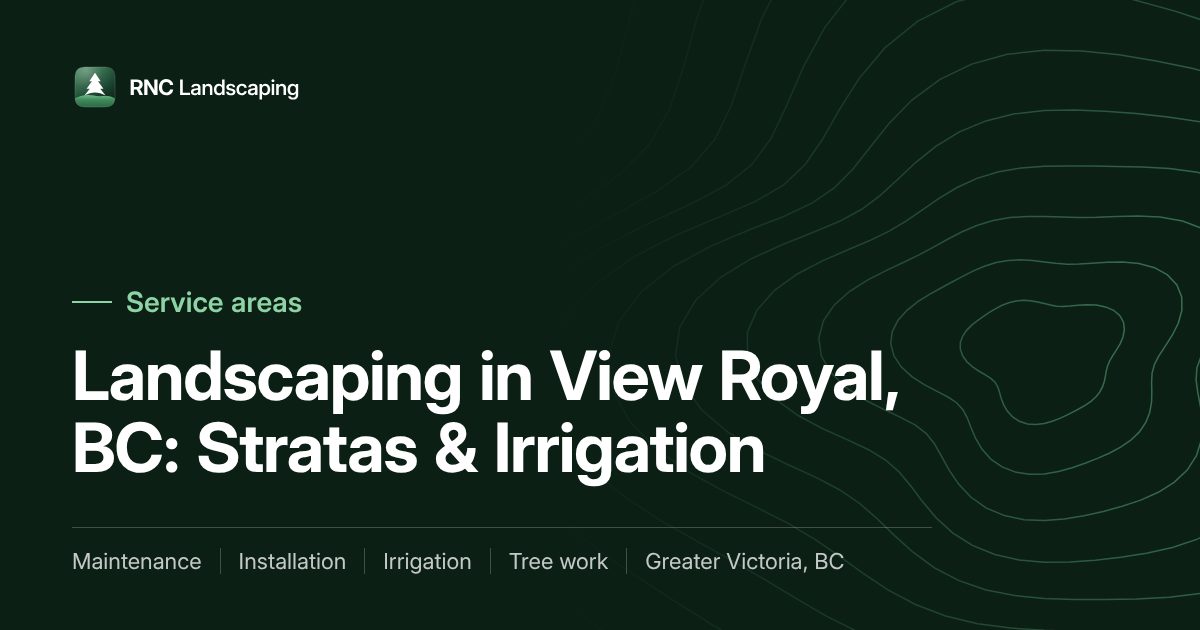 RNC Landscaping
Service areas
Landscaping in View Royal,
BC: Stratas & Irrigation
Maintenance | Installation | Irrigation | Tree work | Greater Victoria, BC